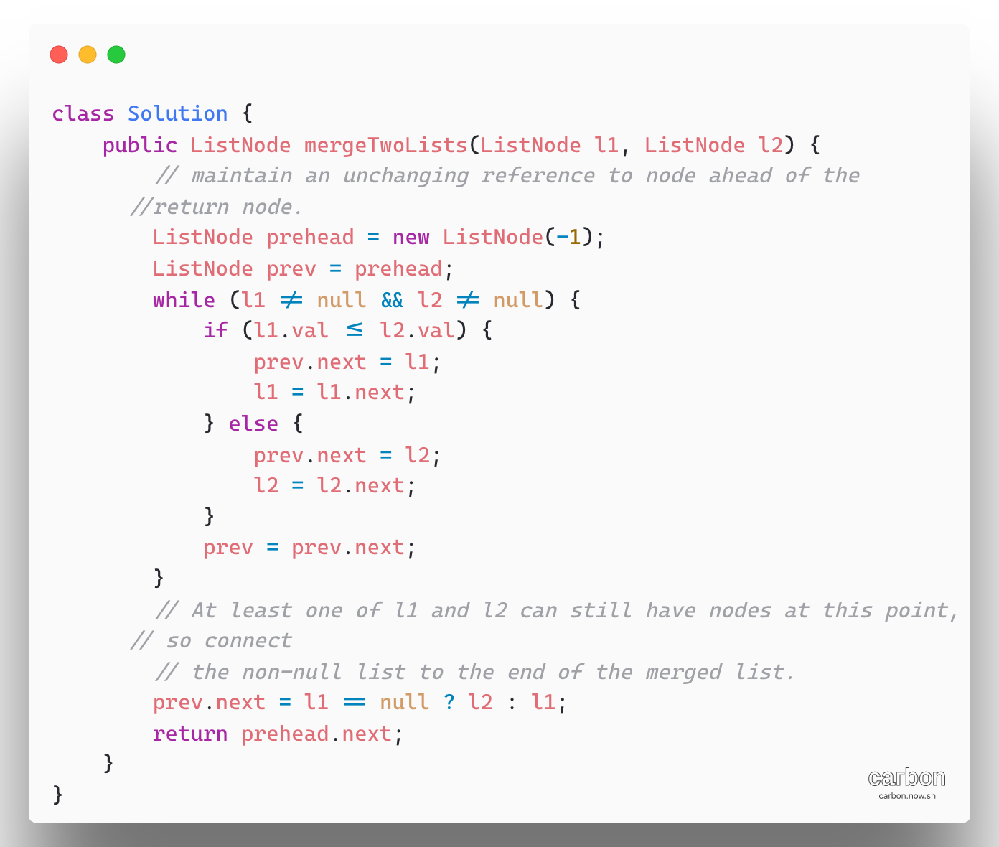 class Solution {
    public ListNode mergeTwoLists(ListNode l1, ListNode l2) {
        // maintain an unchanging reference to node ahead of the
      //return node.
        ListNode prehead = new ListNode(-1);
        ListNode prev = prehead;
        while (l1 != null && l2 != null) {
            if (l1.val <= l2.val) {
                prev.next = l1;
                l1 = l1.next;
            } else {
                prev.next = l2;
                l2 = l2.next;
            }
            prev = prev.next;
        }
        // At least one of l1 and l2 can still have nodes at this point,
      // so connect
        // the non-null list to the end of the merged list.
        prev.next = l1 == null ? l2 : l1;
        return prehead.next;
    }
}
carbon
carbon.now.sh